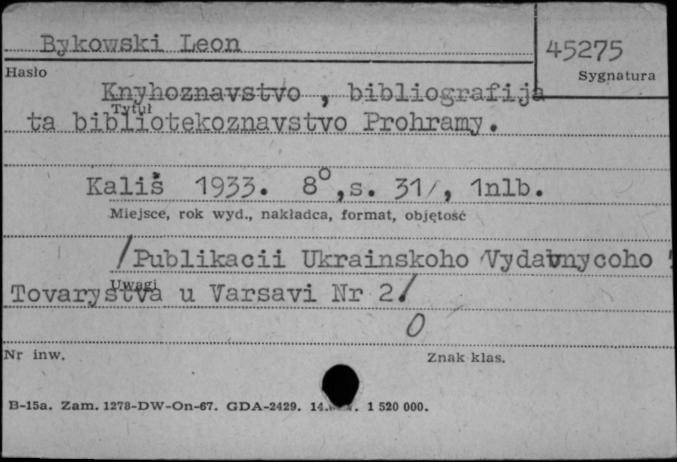 Bykowski Leon
45275
Hasło
Sygnatura
Knyhoznavstvo , bibliografija
Tytuł
ta bibliotekoznavstvo Prohramy.
Kališ 1933. 8°,s. 31/, 1nlb.
Miejsce, rok wyd., nakładca, format, objętość
/Publikacii Ukrainskoho Vydavnycoho
Uwagi
Tovarystva u Varsavi Nr 2/
0
Nr inw.
Znak klas.
B-15a. Zam. 1278-DW-On-67. GDA-2429. 14. 1 520 000.